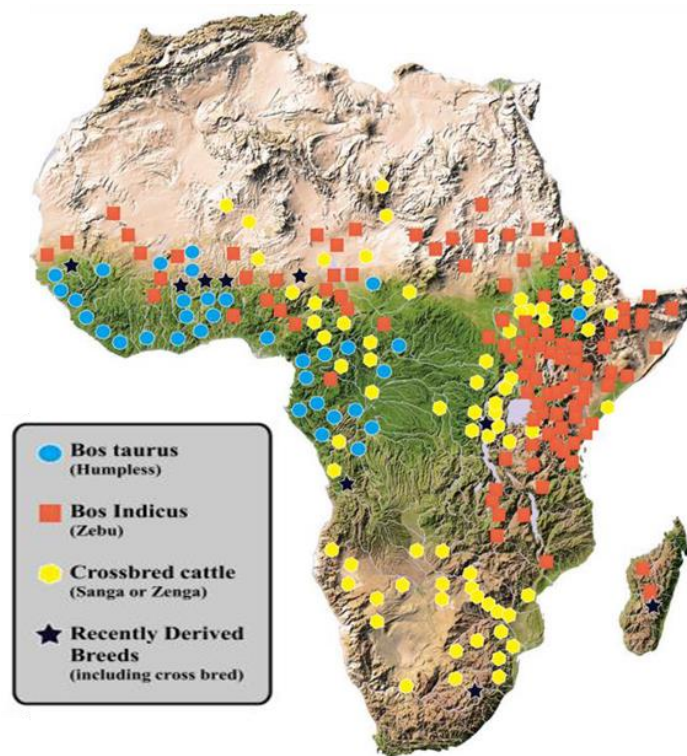 Bos taurus
(Humpless)
Bos Indicus
(Zebu)
Crossbred cattle
(Sanga or Zenga)
Recently Derived
Breeds
(including cross bred)